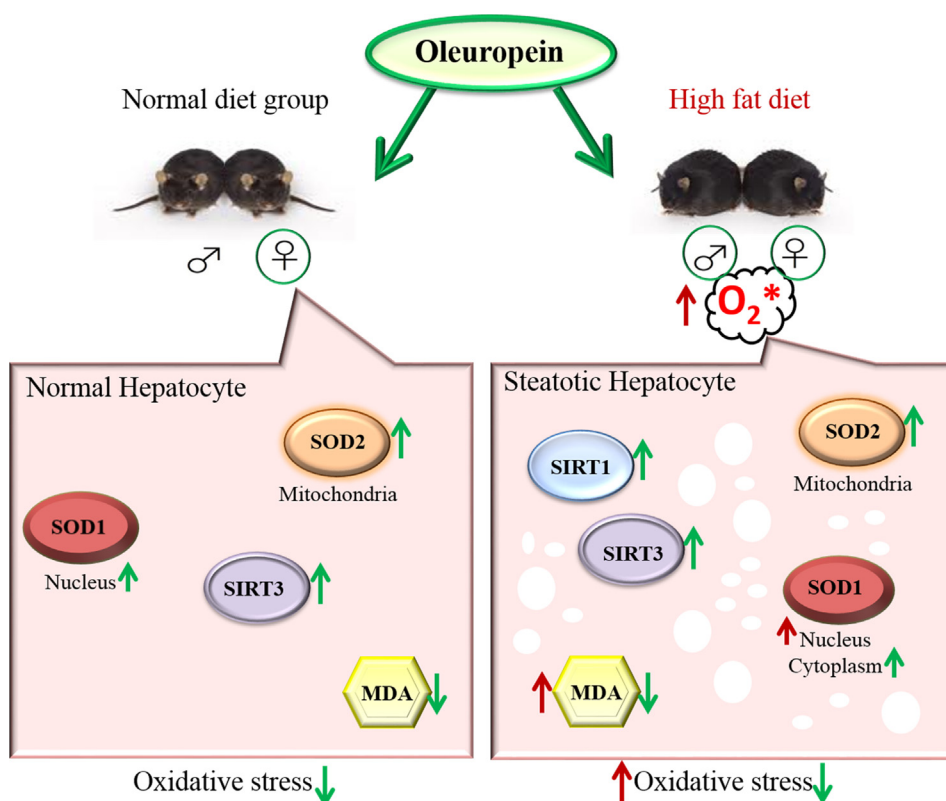 Oleuropein
Normal diet group
High fat diet
♂ ♀
♂ ♀
O₂*
Normal Hepatocyte
SOD2
Mitochondria
SOD1
Nucleus
SIRT3
MDA
Oxidative stress
Steatotic Hepatocyte
SOD2
Mitochondria
SIRT1
SIRT3
SOD1
Nucleus
Cytoplasm
MDA
Oxidative stress